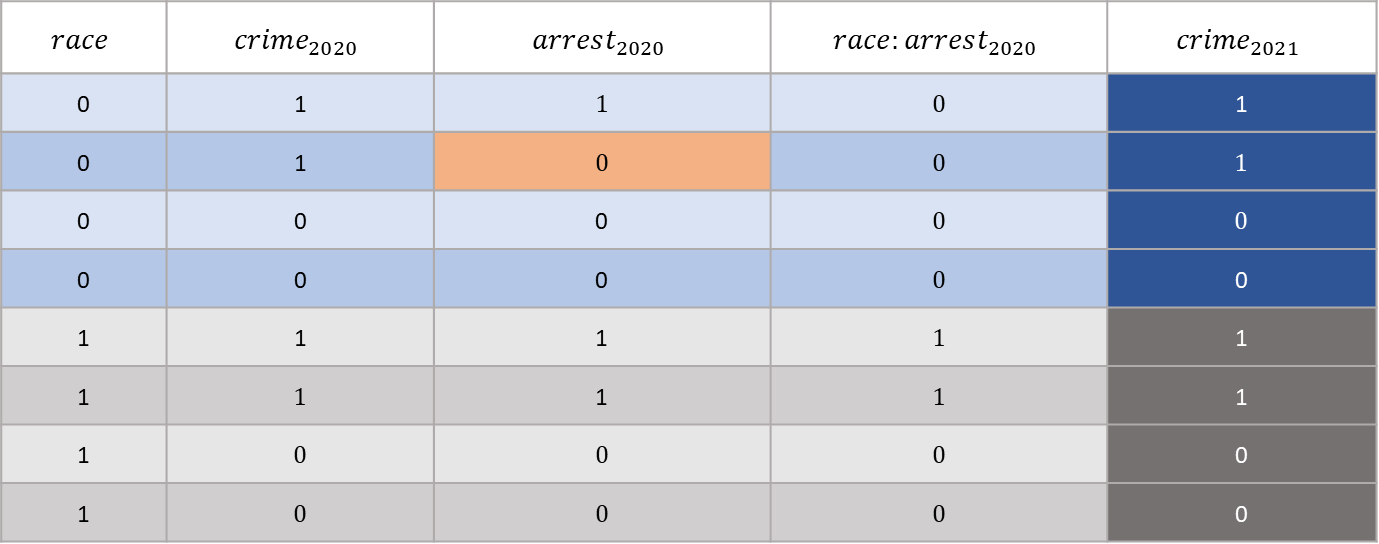 race crime₂₀₂₀ arrest₂₀₂₀ race: arrest₂₀₂₀ crime₂₀₂₁
0 1 1 0 1
0 1 0 0 1
0 0 0 0 0
0 0 0 0 0
1 1 1 1 1
1 1 1 1 1
1 0 0 0 0
1 0 0 0 0